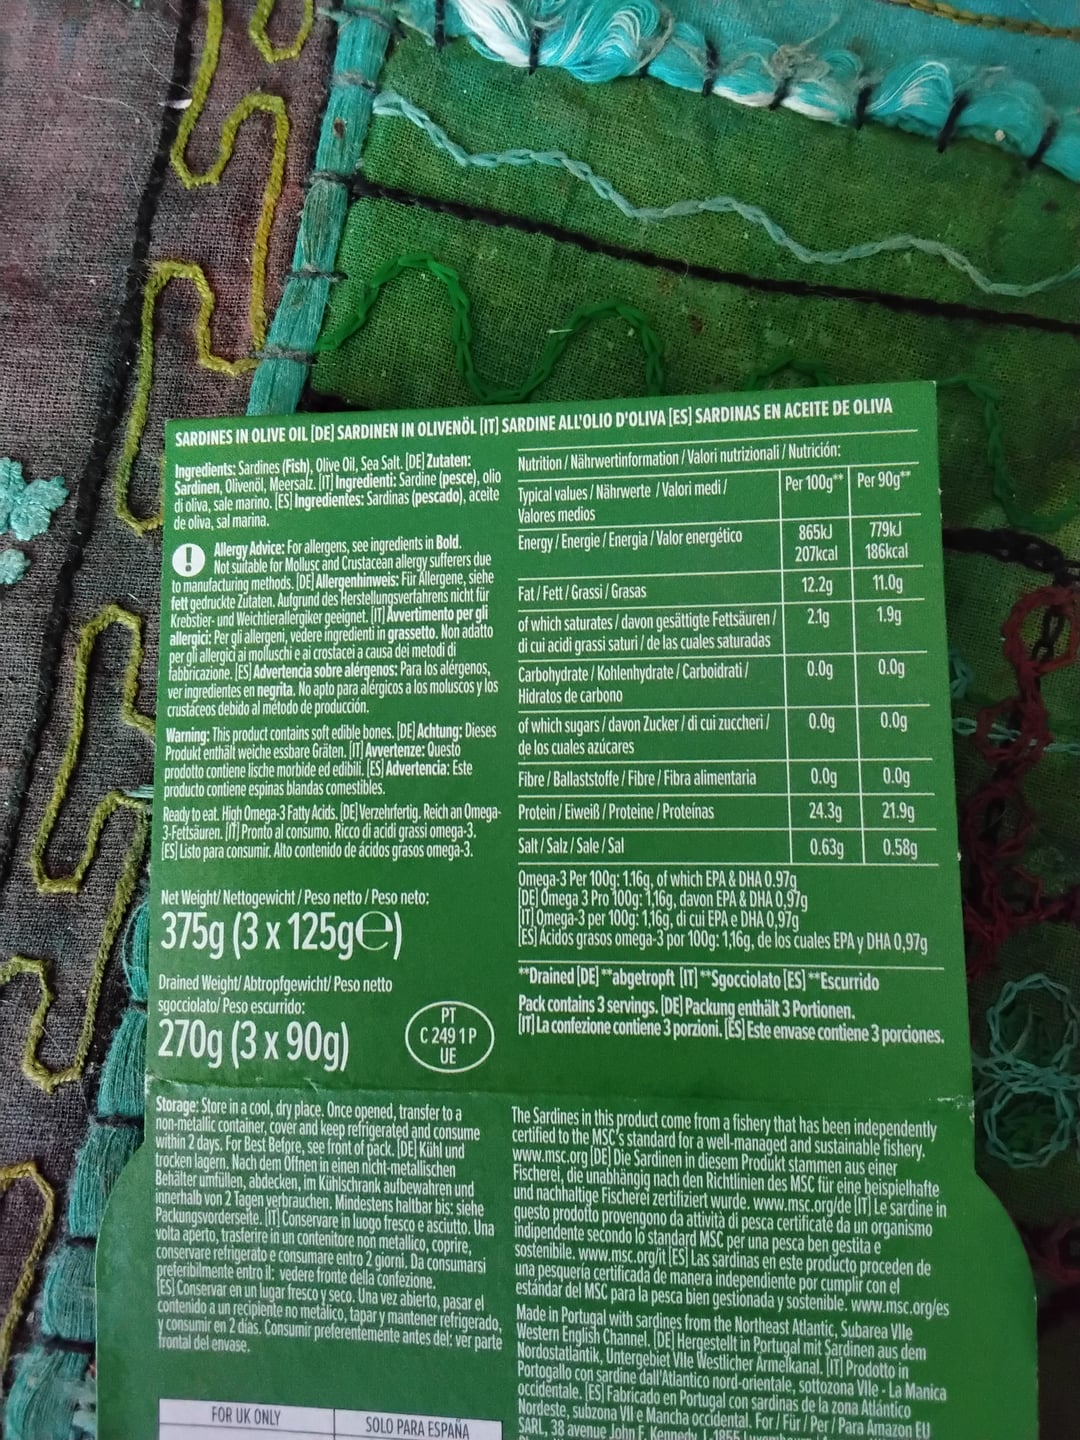 SARDINES IN OLIVE OIL [DE] SARDINEN IN OLIVENÖL [IT] SARDINE ALL'OLIO D'OLIVA [ES] SARDINAS EN ACEITE DE OLIVA
Ingredients: Sardines (Fish), Olive Oil, Sea Salt. [DE] Zutaten:
Sardinen, Olivenöl, Meersalz. [IT] Ingredienti: Sardine (pesce), olio
di oliva, sale marino. [ES] Ingredientes: Sardinas (pescado), aceite
de oliva, sal marina.
! Allergy Advice: For allergens, see ingredients in Bold.
Not suitable for Mollusc and Crustacean allergy sufferers due
to manufacturing methods. [DE] Allergenhinweis: Für Allergene, siehe
fett gedruckte Zutaten. Aufgrund des Herstellungsverfahrens nicht für
Krebstier- und Weichtierallergiker geeignet. [IT] Avvertimento per gli
allergici: Per gli allergeni, vedere ingredienti in grassetto. Non adatto
per gli allergici ai molluschi e ai crostacei a causa dei metodi di
fabbricazione. [ES] Advertencia sobre alérgenos: Para los alérgenos,
ver ingredientes en negrita. No apto para alérgicos a los moluscos y los
crustáceos debido al método de producción.
Warning: This product contains soft edible bones. [DE] Achtung: Dieses
Produkt enthält weiche essbare Gräten. [IT] Avvertenze: Questo
prodotto contiene lische morbide ed edibili. [ES] Advertencia: Este
producto contiene espinas blandas comestibles.
Ready to eat. High Omega-3 Fatty Acids. [DE] Verzehrfertig. Reich an Omega-
3-Fettsäuren. [IT] Pronto al consumo. Ricco di acidi grassi omega-3.
[ES] Listo para consumir. Alto contenido de ácidos grasos omega-3.
Net Weight/ Nettogewicht / Peso netto / Peso neto:
375g (3 x 125g℮)
Drained Weight/ Abtropfgewicht/ Peso netto
sgocciolato/ Peso escurrido:
270g (3 x 90g)
PT
C 249 1P
UE
Nutrition / Nährwertinformation / Valori nutrizionali / Nutrición:
Typical values / Nährwerte / Valori medi /
Valores medios
Per 100g** Per 90g**
Energy / Energie / Energia / Valor energético
865kJ 779kJ
207kcal 186kcal
Fat / Fett / Grassi / Grasas 12.2g 11.0g
of which saturates / davon gesättigte Fettsäuren / 2.1g 1.9g
di cui acidi grassi saturi / de las cuales saturadas
Carbohydrate / Kohlenhydrate / Carboidrati / 0.0g 0.0g
Hidratos de carbono
of which sugars / davon Zucker / di cui zuccheri / 0.0g 0.0g
de los cuales azúcares
Fibre / Ballaststoffe / Fibre / Fibra alimentaria 0.0g 0.0g
Protein / Eiweiß / Proteine / Proteínas 24.3g 21.9g
Salt / Salz / Sale / Sal 0.63g 0.58g
Omega-3 Per 100g: 1.16g, of which EPA & DHA 0.97g
[DE] Omega 3 Pro 100g: 1,16g, davon EPA & DHA 0,97g
[IT] Omega-3 per 100g: 1,16g, di cui EPA e DHA 0,97g
[ES] Ácidos grasos omega-3 por 100g: 1,16g, de los cuales EPA y DHA 0,97g
**Drained [DE] **abgetropft [IT] **Sgocciolato [ES] **Escurrido
Pack contains 3 servings. [DE] Packung enthält 3 Portionen.
[IT] La confezione contiene 3 porzioni. [ES] Este envase contiene 3 porciones.
Storage: Store in a cool, dry place. Once opened, transfer to a
non-metallic container, cover and keep refrigerated and consume
within 2 days. For Best Before, see front of pack. [DE] Kühl und
trocken lagern. Nach dem Öffnen in einen nicht-metallischen
Behälter umfüllen, abdecken, im Kühlschrank aufbewahren und
innerhalb von 2 Tagen verbrauchen. Mindestens haltbar bis: siehe
Packungsvorderseite. [IT] Conservare in luogo fresco e asciutto. Una
volta aperto, trasferire in un contenitore non metallico, coprire,
conservare refrigerato e consumare entro 2 giorni. Da consumarsi
preferibilmente entro il: vedere fronte della confezione.
[ES] Conservar en un lugar fresco y seco. Una vez abierto, pasar el
contenido a un recipiente no metálico, tapar y mantener refrigerado,
y consumir en 2 días. Consumir preferentemente antes del: ver parte
frontal del envase.
The Sardines in this product come from a fishery that has been independently
certified to the MSC's standard for a well-managed and sustainable fishery.
www.msc.org [DE] Die Sardinen in diesem Produkt stammen aus einer
Fischerei, die unabhängig nach den Richtlinien des MSC für eine beispielhafte
und nachhaltige Fischerei zertifiziert wurde. www.msc.org/de [IT] Le sardine in
questo prodotto provengono da attività di pesca certificate da un organismo
indipendente secondo lo standard MSC per una pesca ben gestita e
sostenibile. www.msc.org/it [ES] Las sardinas en este producto proceden de
una pesquería certificada de manera independiente por cumplir con el
estándar del MSC para la pesca bien gestionada y sostenible. www.msc.org/es
Made in Portugal with sardines from the Northeast Atlantic, Subarea VIIe
Western English Channel. [DE] Hergestellt in Portugal mit Sardinen aus dem
Nordostatlantik, Untergebiet VIIe Westlicher Ärmelkanal. [IT] Prodotto in
Portogallo con sardine dall'Atlantico nord-orientale, sottozona VIIe - La Manica
occidentale. [ES] Fabricado en Portugal con sardinas de la zona Atlántico
Nordeste, subzona VII e Mancha occidental. For / Für / Per / Para Amazon EU
SARL, 38 avenue John F. Kennedy, L-1855
FOR UK ONLY
SOLO PARA ESPAÑA